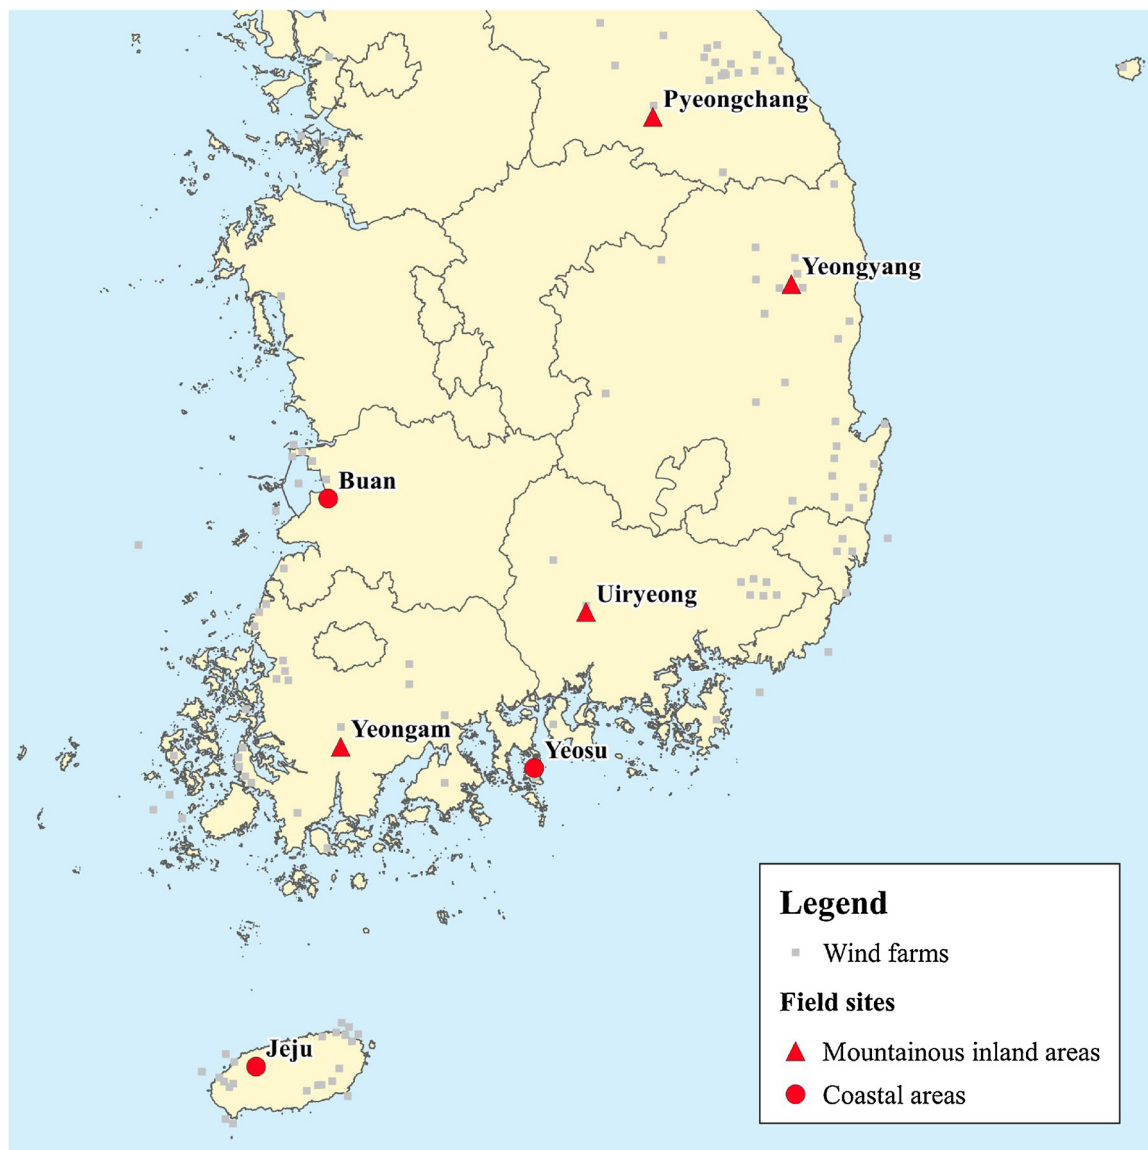 Pyeongchang
Yeongyang
Buan
Uiryeong
Yeongam
Yeosu
Jeju
Legend
Wind farms
Field sites
Mountainous inland areas
Coastal areas